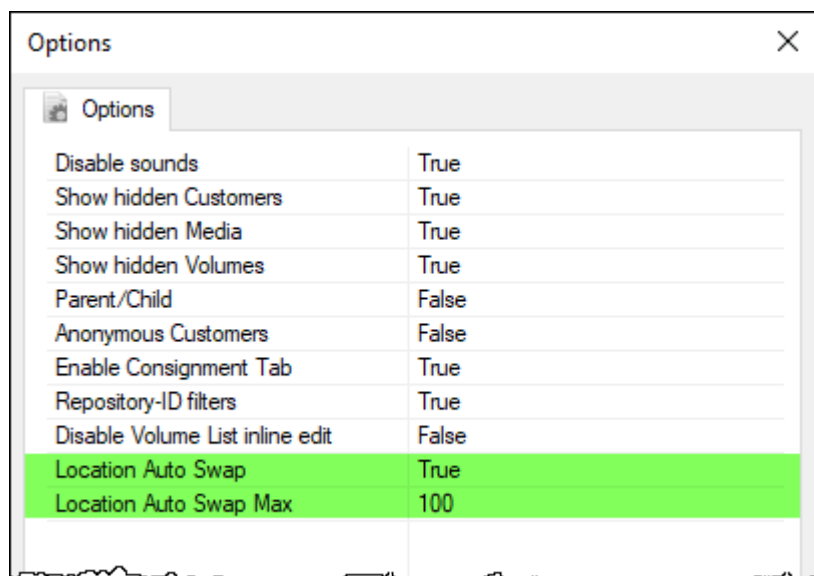 Options
Options
Disable sounds True
Show hidden Customers True
Show hidden Media True
Show hidden Volumes True
Parent/Child False
Anonymous Customers False
Enable Consignment Tab True
Repository-ID filters True
Disable Volume List inline edit False
Location Auto Swap True
Location Auto Swap Max 100